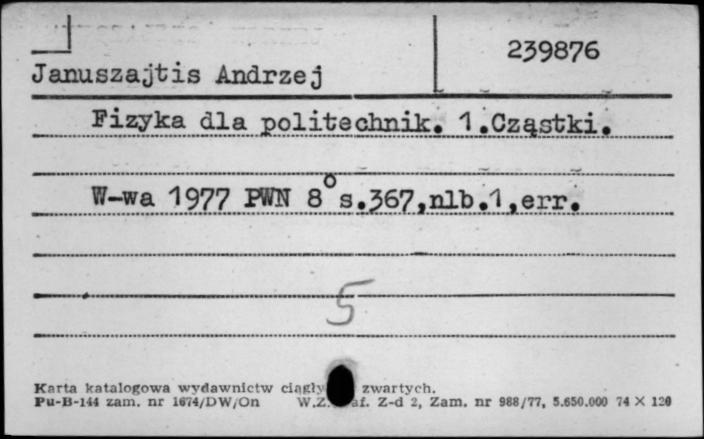 239876
Januszajtis Andrzej
Fizyka dla politechnik. 1.Cząstki.
W-wa 1977 PWN 8° s.367,nlb.1,err.
5
Karta katalogowa wydawnictw zwartych.
Pu-B-144 zam. nr 1674/DW/On Z-d 2, Zam. nr 988/77, 5.650.000 74 X 120